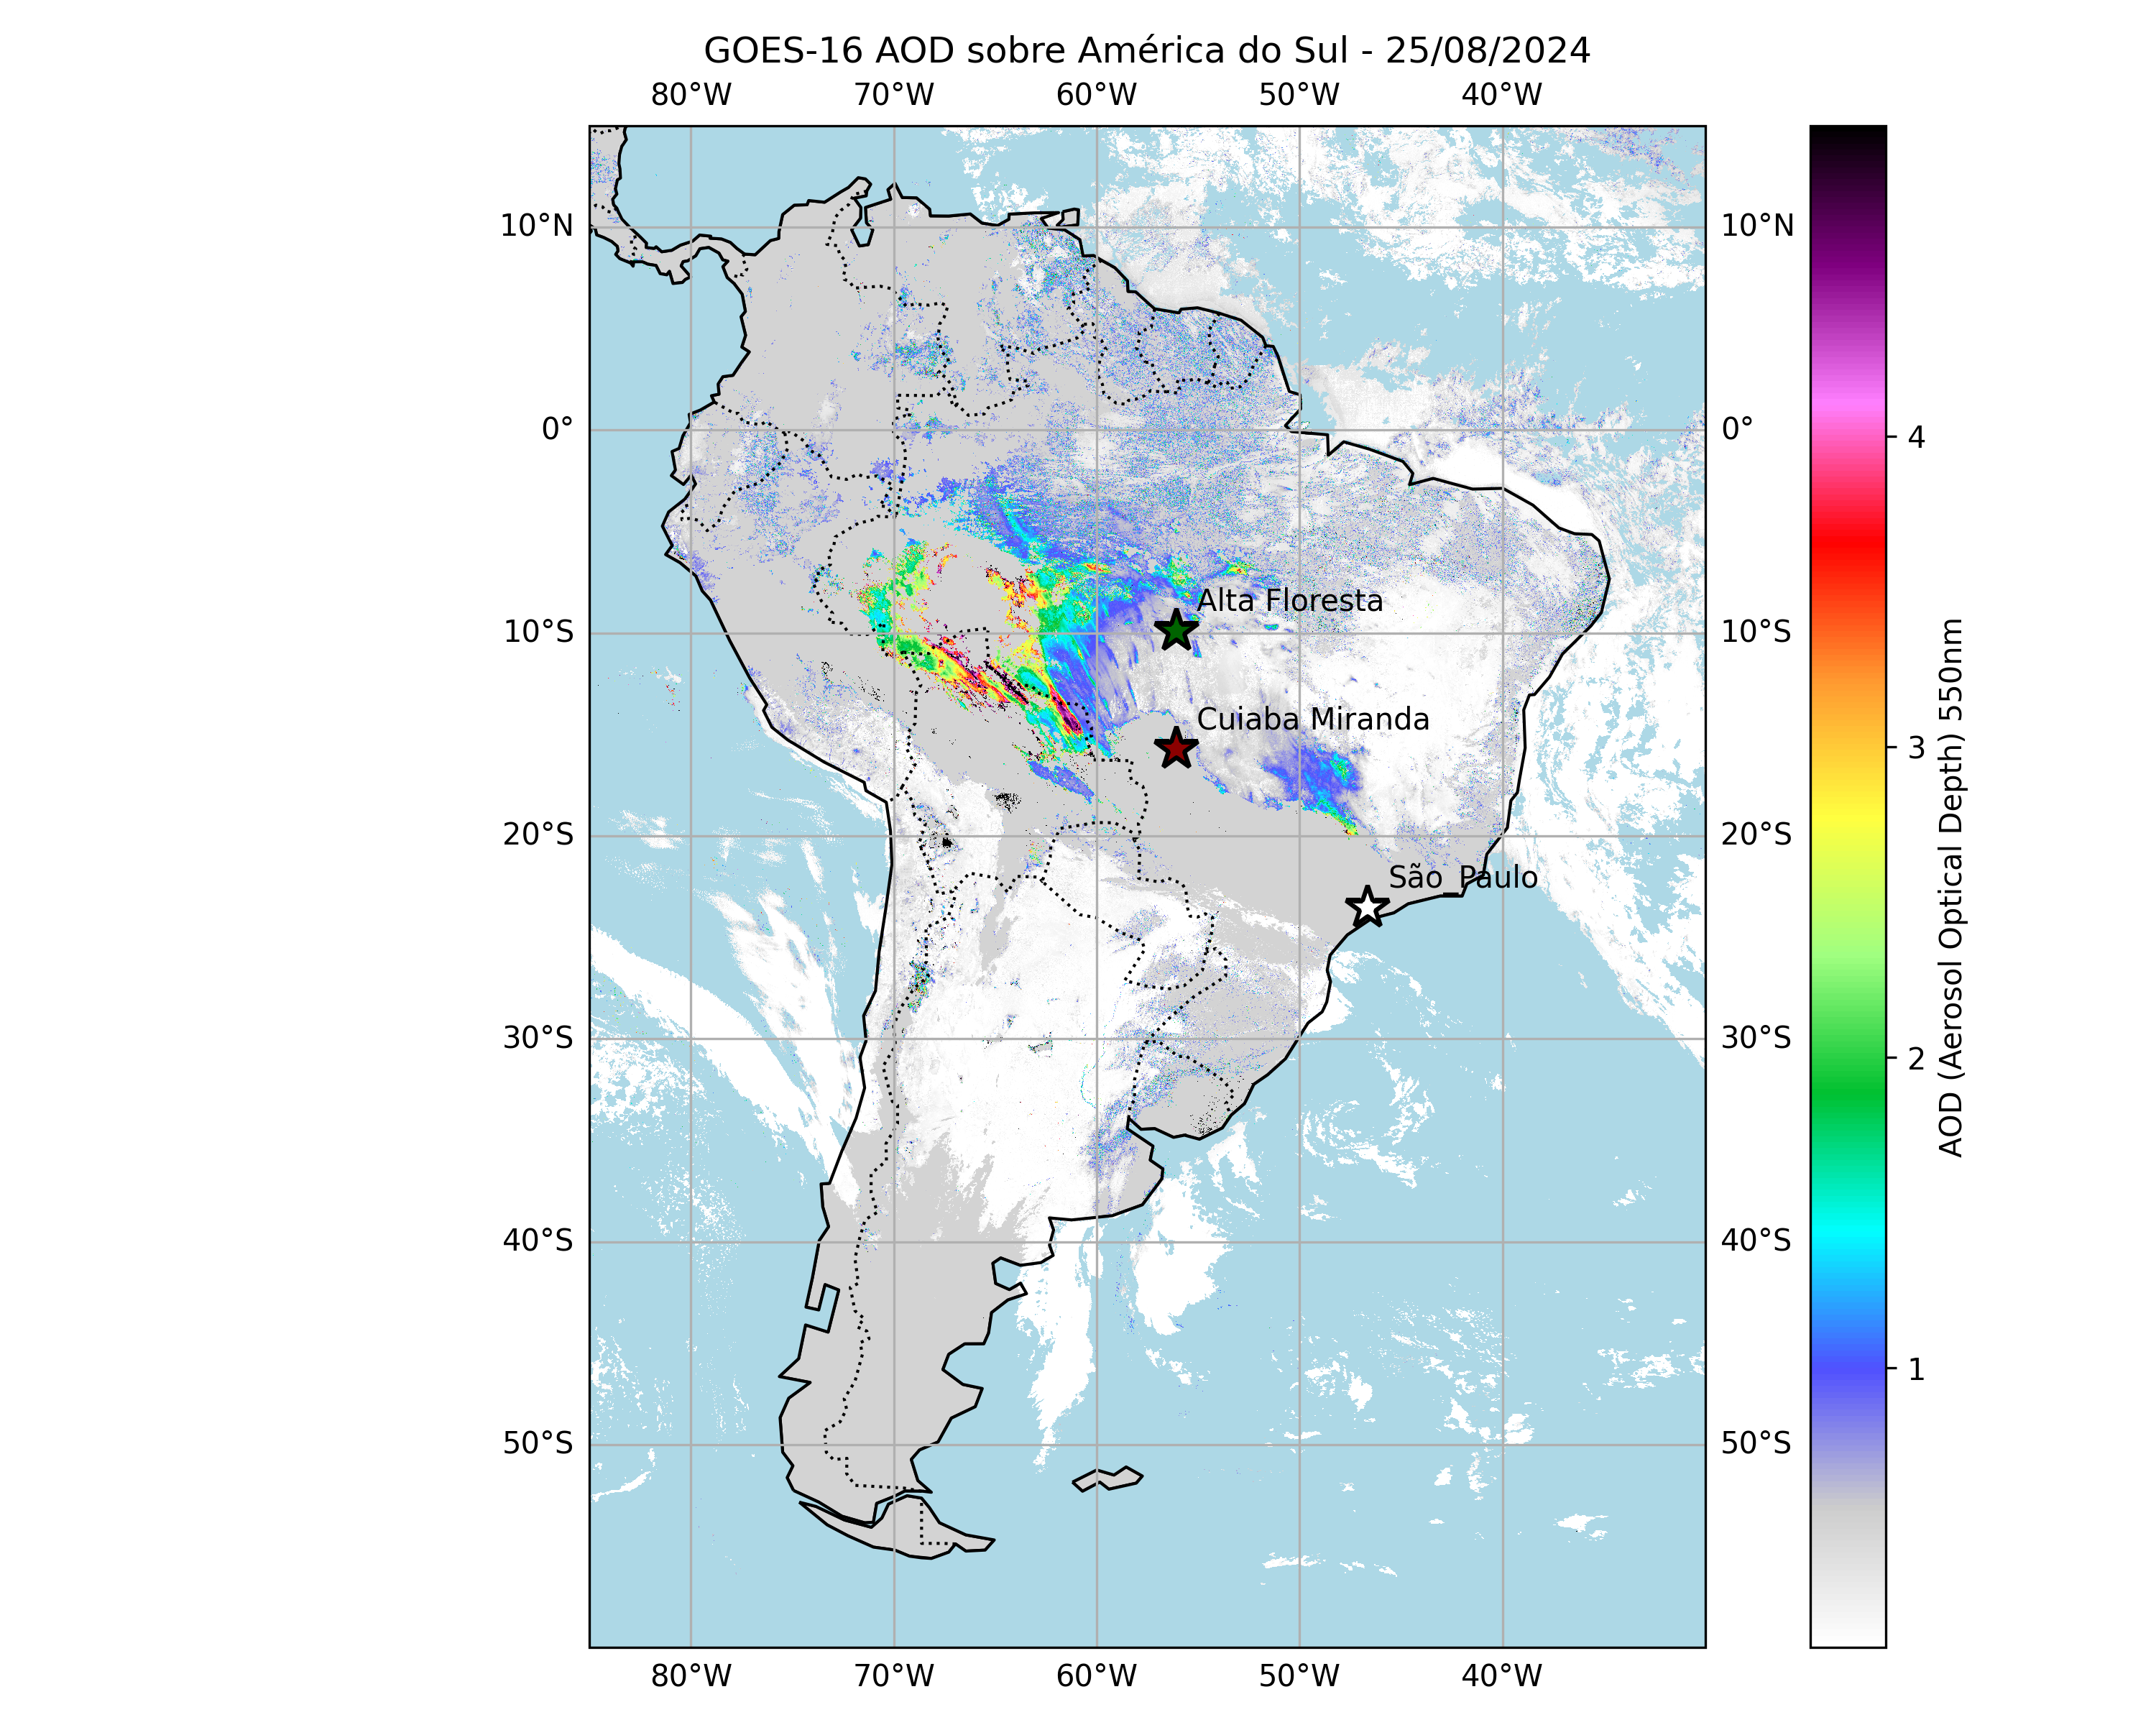 GOES-16 AOD sobre América do Sul - 25/08/2024
80°W 70°W 60°W 50°W 40°W
10°N 10°N
0° 0°
Alta Floresta
10°S 10°S
Cuiaba Miranda
20°S 20°S
São_Paulo
30°S 30°S
40°S 40°S
50°S 50°S
80°W 70°W 60°W 50°W 40°W
4
3
2
1
AOD (Aerosol Optical Depth) 550nm